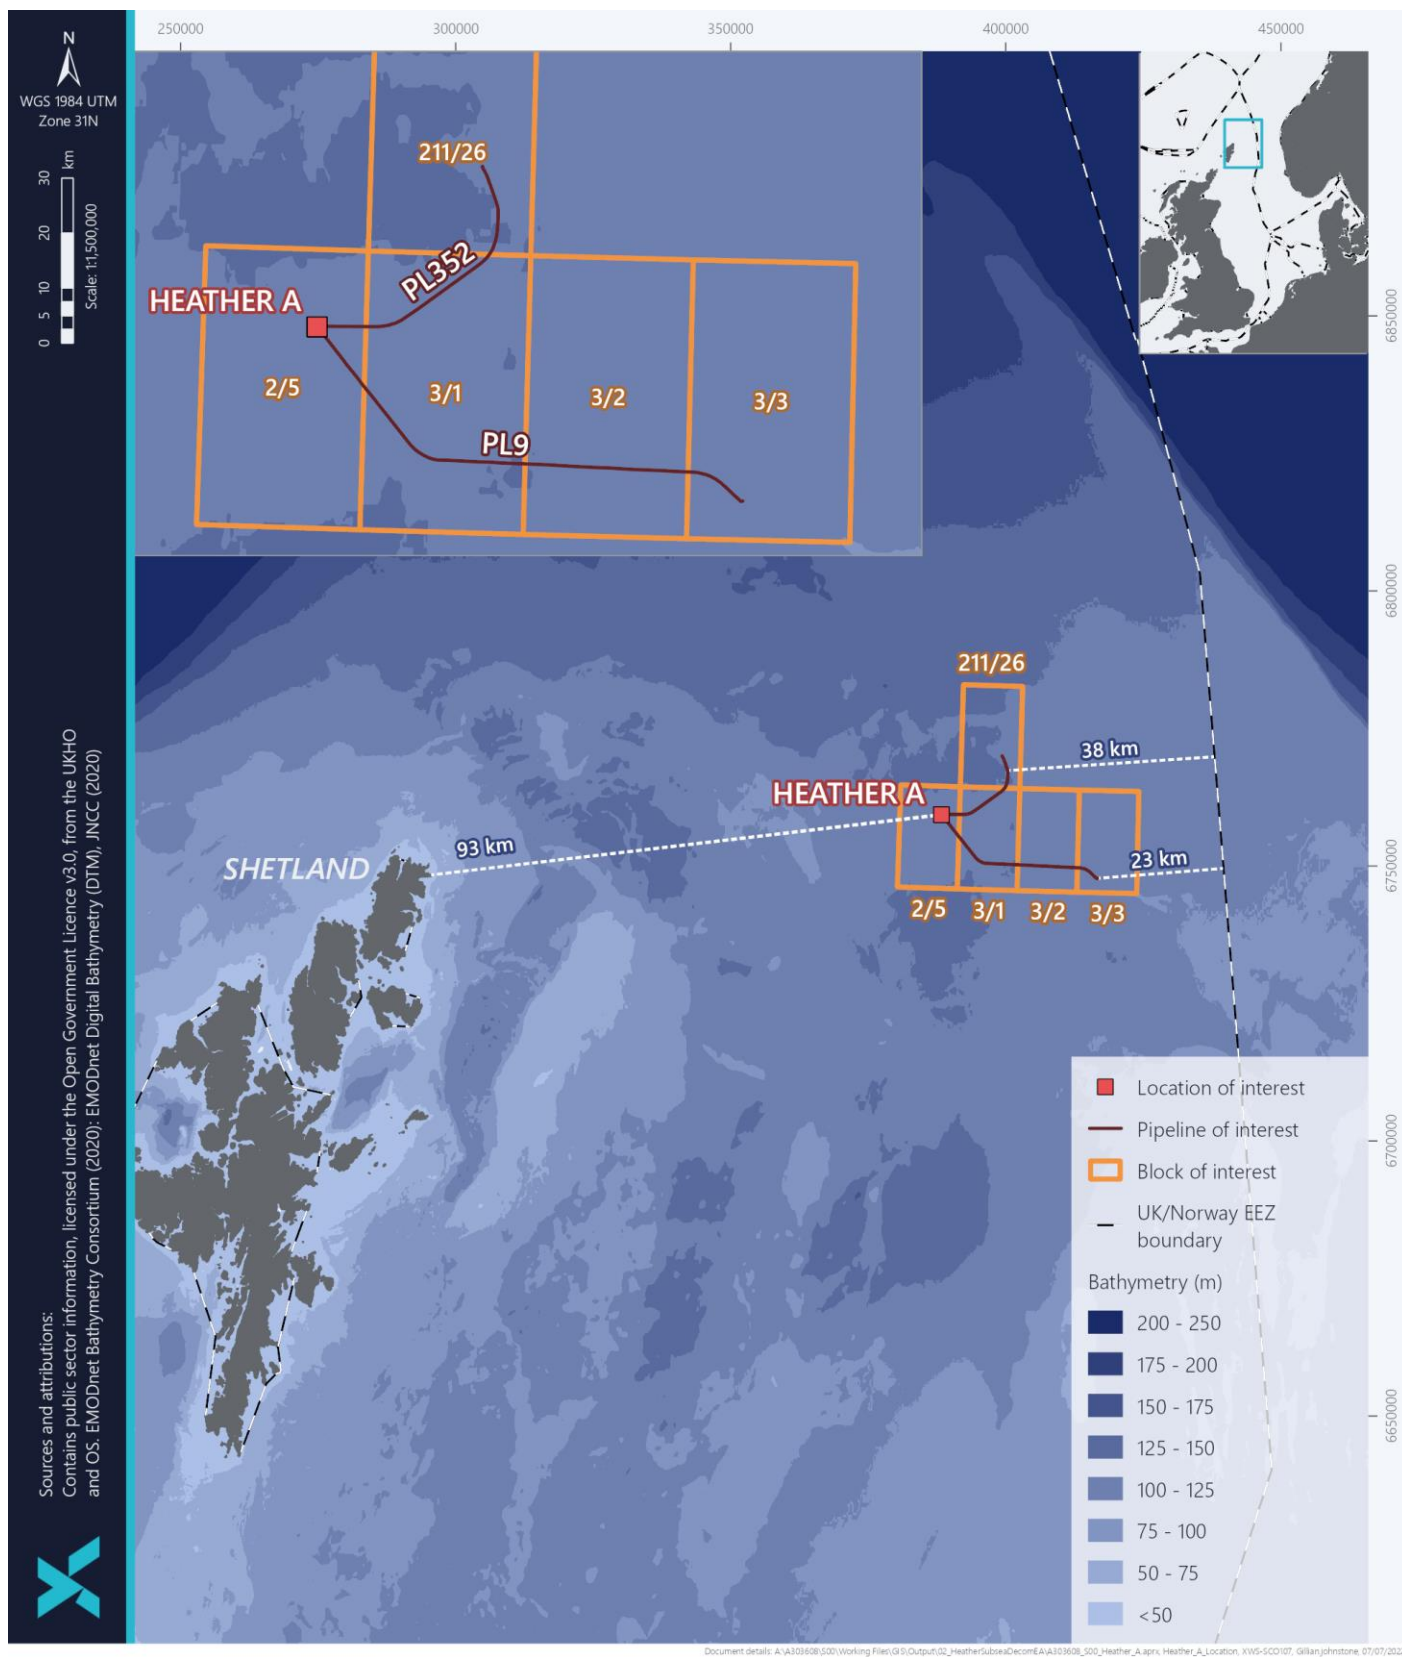 250000
300000
350000
400000
450000
N
WGS 1984 UTM
Zone 31N
km
0 5 10 20 30
Scale: 1:1,500,000
211/26
PL352
HEATHER A
2/5
3/1
3/2
3/3
PL9
6850000
6800000
211/26
38 km
HEATHER A
93 km
SHETLAND
23 km
6750000
2/5
3/1
3/2
3/3
Location of interest
Pipeline of interest
Block of interest
UK/Norway EEZ
boundary
6700000
Bathymetry (m)
200 - 250
175 - 200
150 - 175
125 - 150
100 - 125
75 - 100
50 - 75
<50
6650000
Sources and attributions:
Contains public sector information, licensed under the Open Government Licence v3.0, from the UKHO
and OS. EMODnet Bathymetry Consortium (2020): EMODnet Digital Bathymetry (DTM), JNCC (2020)